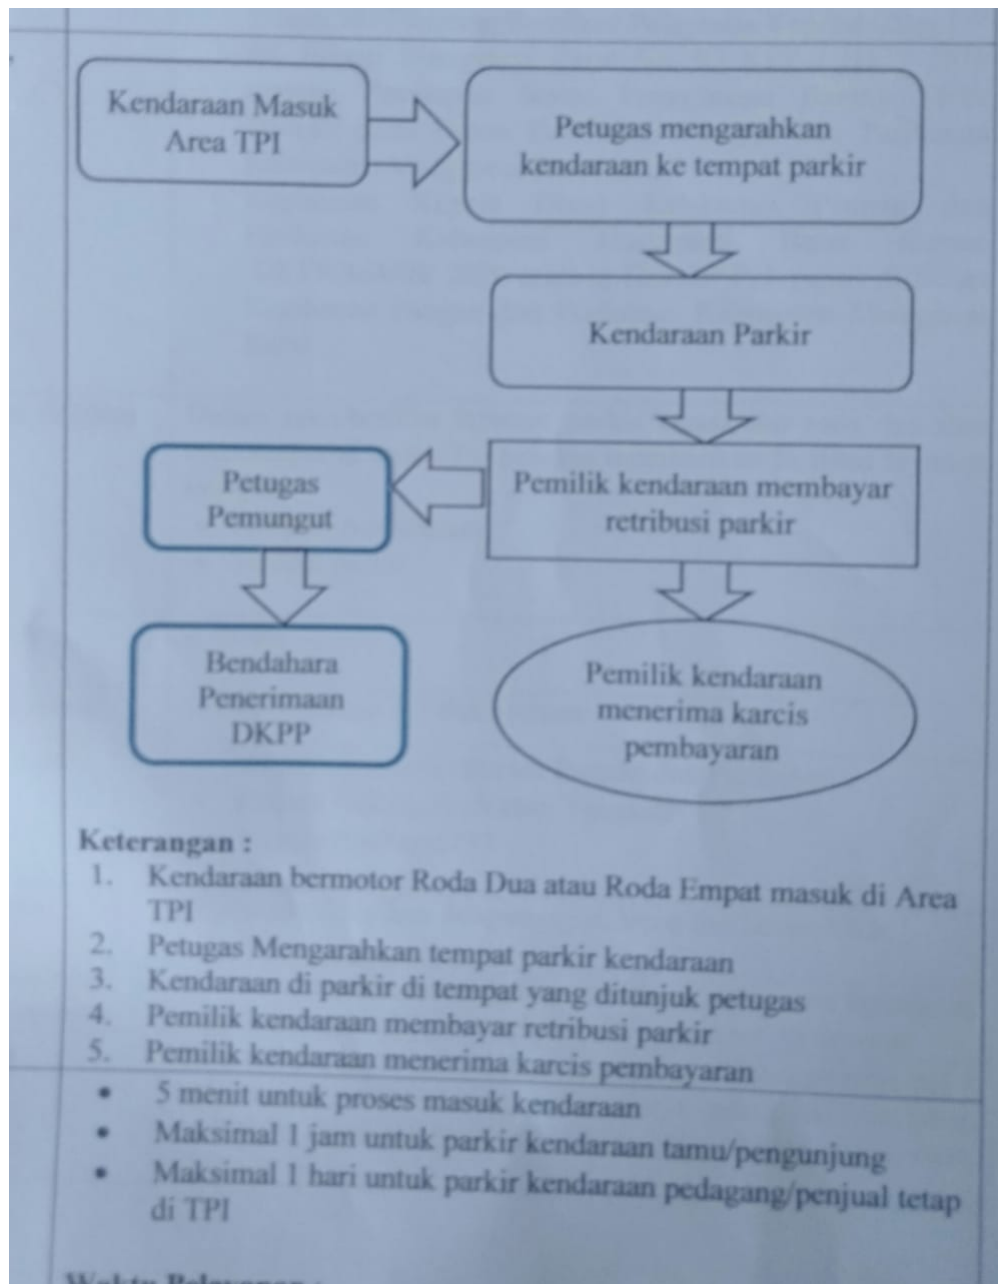 Kendaraan Masuk
Area TPI
Petugas mengarahkan
kendaraan ke tempat parkir
Kendaraan Parkir
Pemilik kendaraan membayar
retribusi parkir
Petugas
Pemungut
Bendahara
Penerimaan
DKPP
Pemilik kendaraan
menerima karcis
pembayaran
Keterangan :
1. Kendaraan bermotor Roda Dua atau Roda Empat masuk di Area
TPI
2. Petugas Mengarahkan tempat parkir kendaraan
3. Kendaraan di parkir di tempat yang ditunjuk petugas
4. Pemilik kendaraan membayar retribusi parkir
5. Pemilik kendaraan menerima karcis pembayaran
• 5 menit untuk proses masuk kendaraan
• Maksimal 1 jam untuk parkir kendaraan tamu/pengunjung
• Maksimal 1 hari untuk parkir kendaraan pedagang/penjual tetap
di TPI